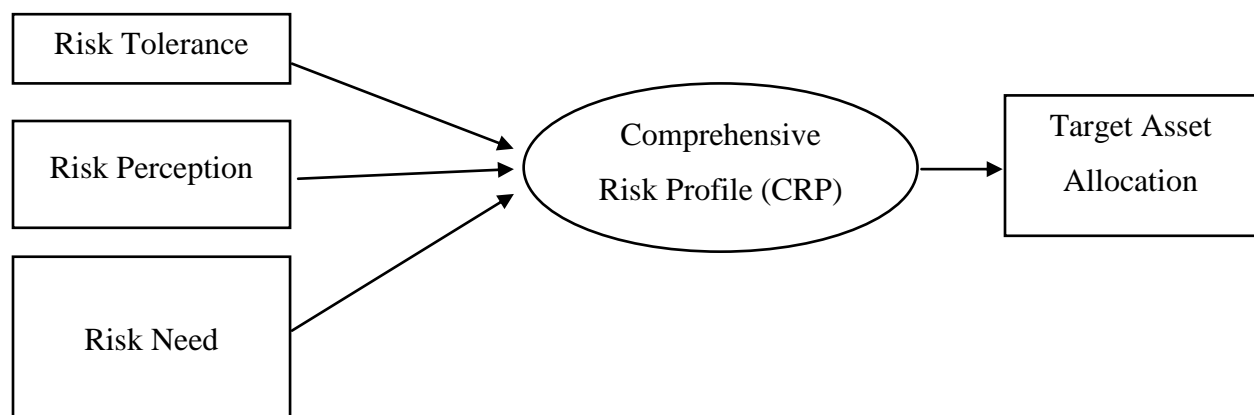 Risk Tolerance
Risk Perception
Risk Need
Comprehensive
Risk Profile (CRP)
Target Asset
Allocation